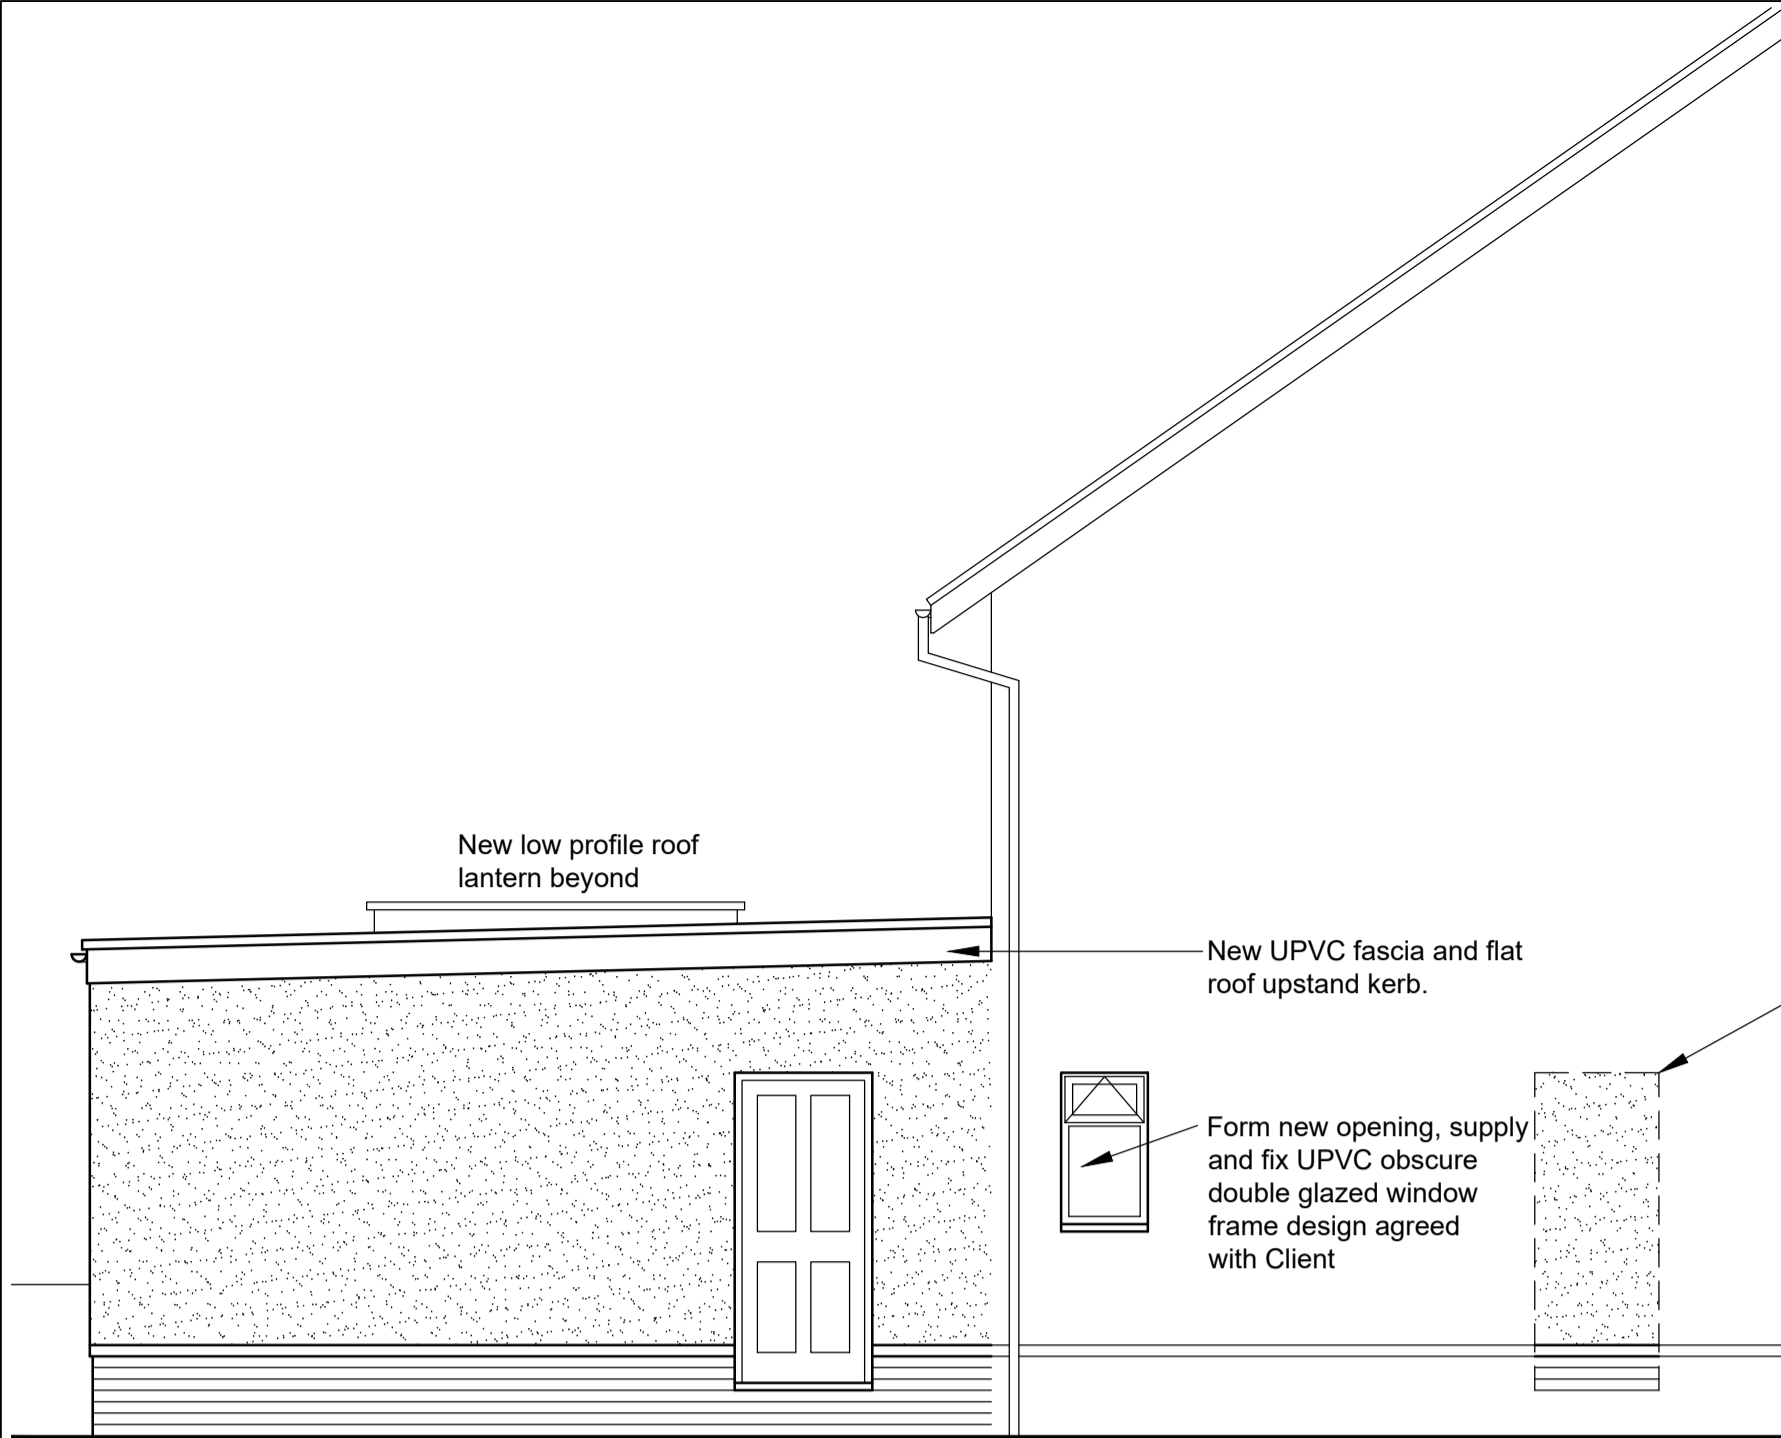 New low profile roof
lantern beyond
New UPVC fascia and flat
roof upstand kerb.
Form new opening, supply
and fix UPVC obscure
double glazed window
frame design agreed
with Client